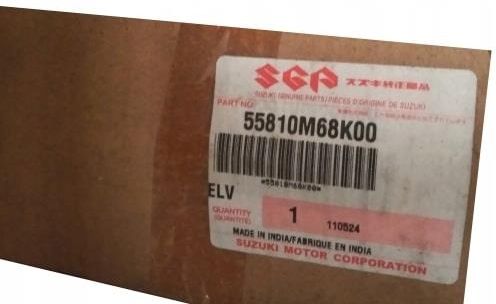 SGP スズキ純正部品
SUZUKI GENUINE PARTS/PIÈCES D'ORIGINE DE SUZUKI
PART NO.
55810M68K00
*55810M68K00*
ELV
QUANTITY
(QUANTITÉ)
1
110524
MADE IN INDIA/FABRIQUE EN INDIA
SUZUKI MOTOR CORPORATION